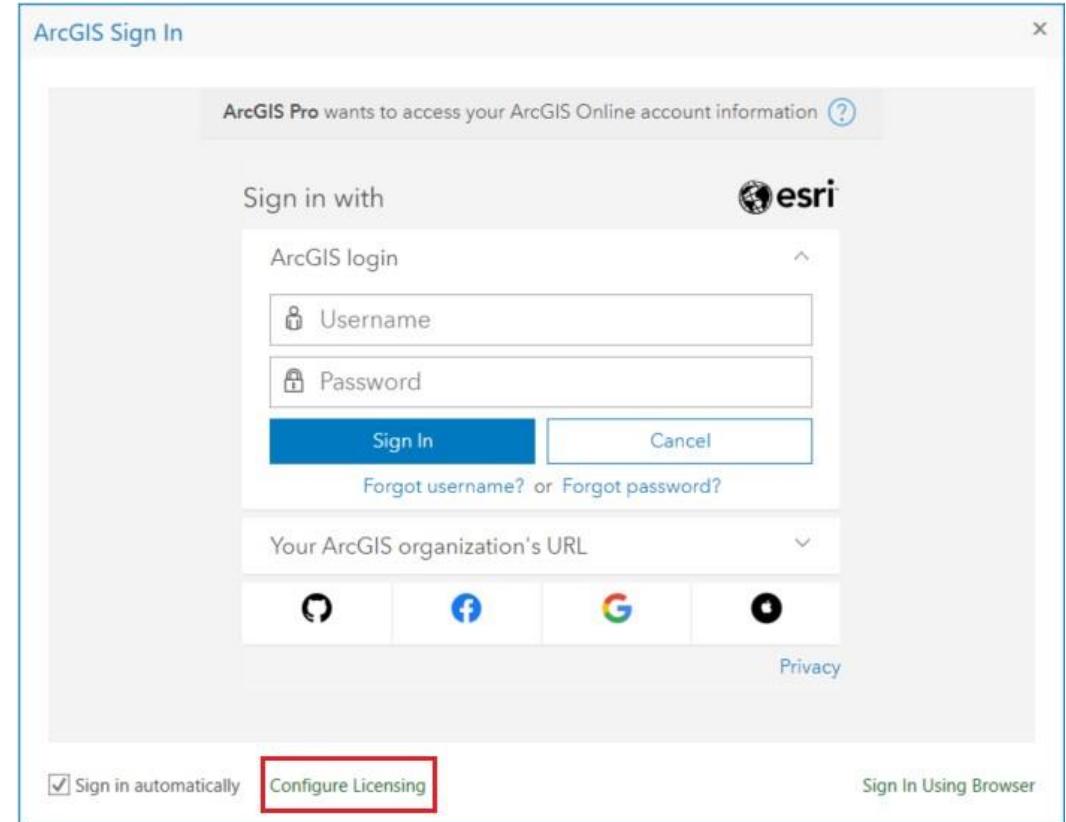 ArcGIS Sign In
ArcGIS Pro wants to access your ArcGIS Online account information ?
Sign in with
esri
ArcGIS login
Username
Password
Sign In
Cancel
Forgot username? or Forgot password?
Your ArcGIS organization's URL
Privacy
Sign in automatically
Configure Licensing
Sign In Using Browser